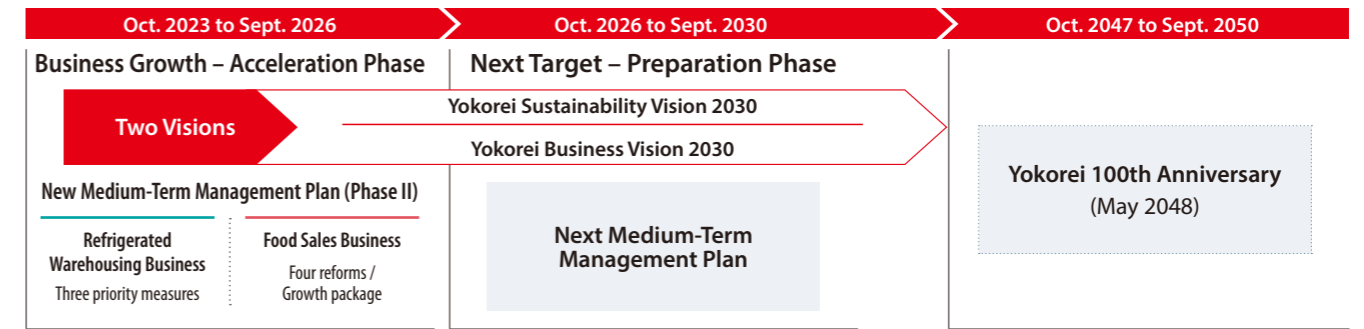 Oct. 2023 to Sept. 2026
Oct. 2026 to Sept. 2030
Oct. 2047 to Sept. 2050
Business Growth – Acceleration Phase
Next Target – Preparation Phase
Two Visions
Yokorei Sustainability Vision 2030
Yokorei Business Vision 2030
New Medium-Term Management Plan (Phase II)
Refrigerated
Warehousing Business
Three priority measures
Food Sales Business
Four reforms /
Growth package
Next Medium-Term
Management Plan
Yokorei 100th Anniversary
(May 2048)